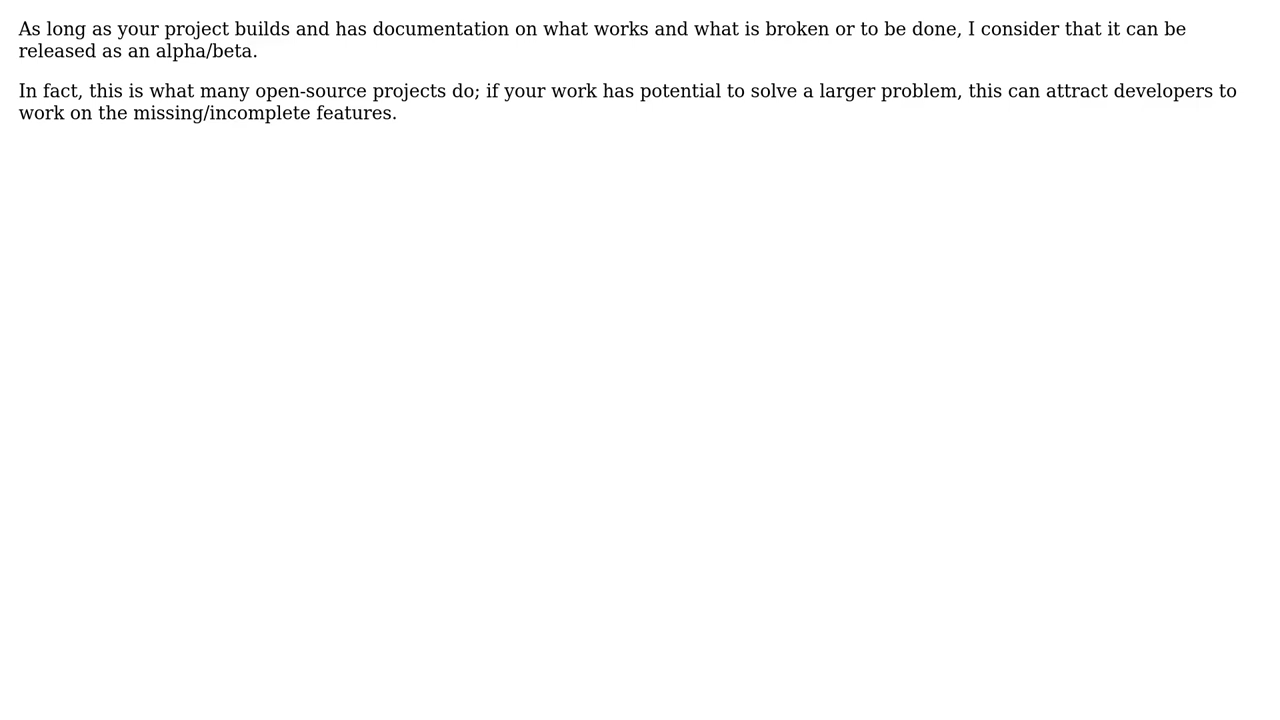 As long as your project builds and has documentation on what works and what is broken or to be done, I consider that it can be
released as an alpha/beta.
In fact, this is what many open-source projects do; if your work has potential to solve a larger problem, this can attract developers to
work on the missing/incomplete features.